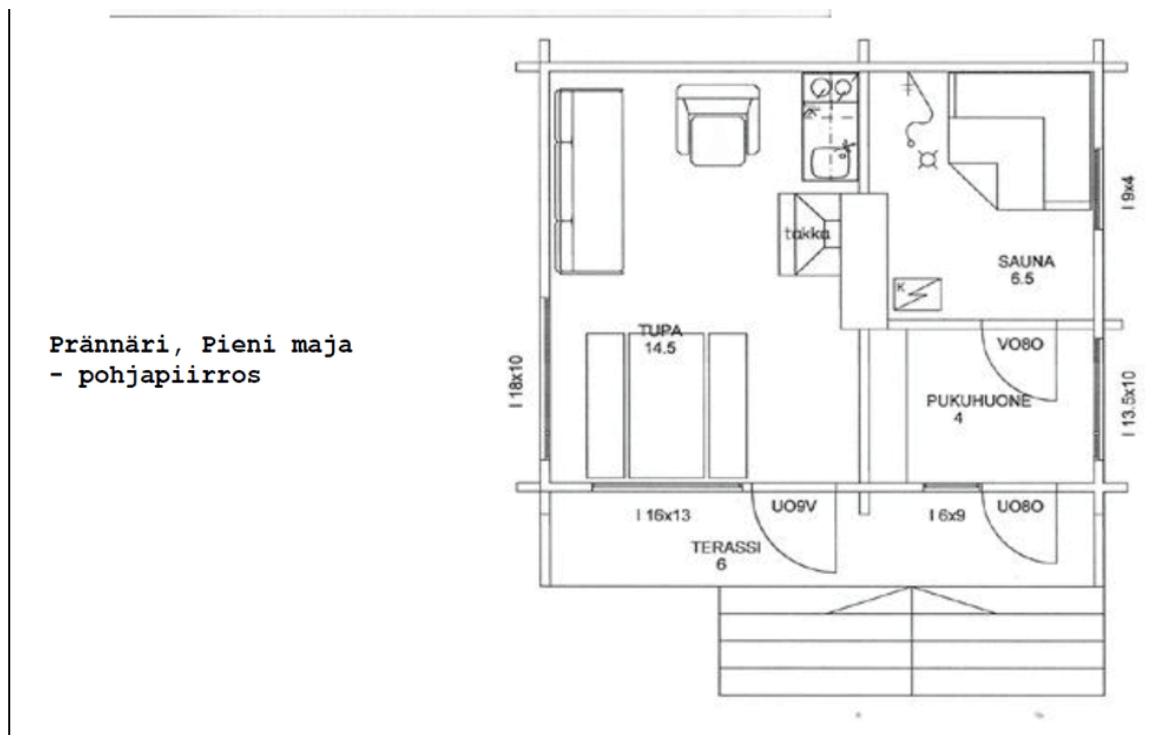 Prännäri, Pieni maja
- pohjapiirros
takka
K
SAUNA
6.5
I 9x4
TUPA
14.5
VO8O
I 18x10
PUKUHUONE
4
I 13.5x10
I 16x13
UO9V
I 6x9
UO8O
TERASSI
6